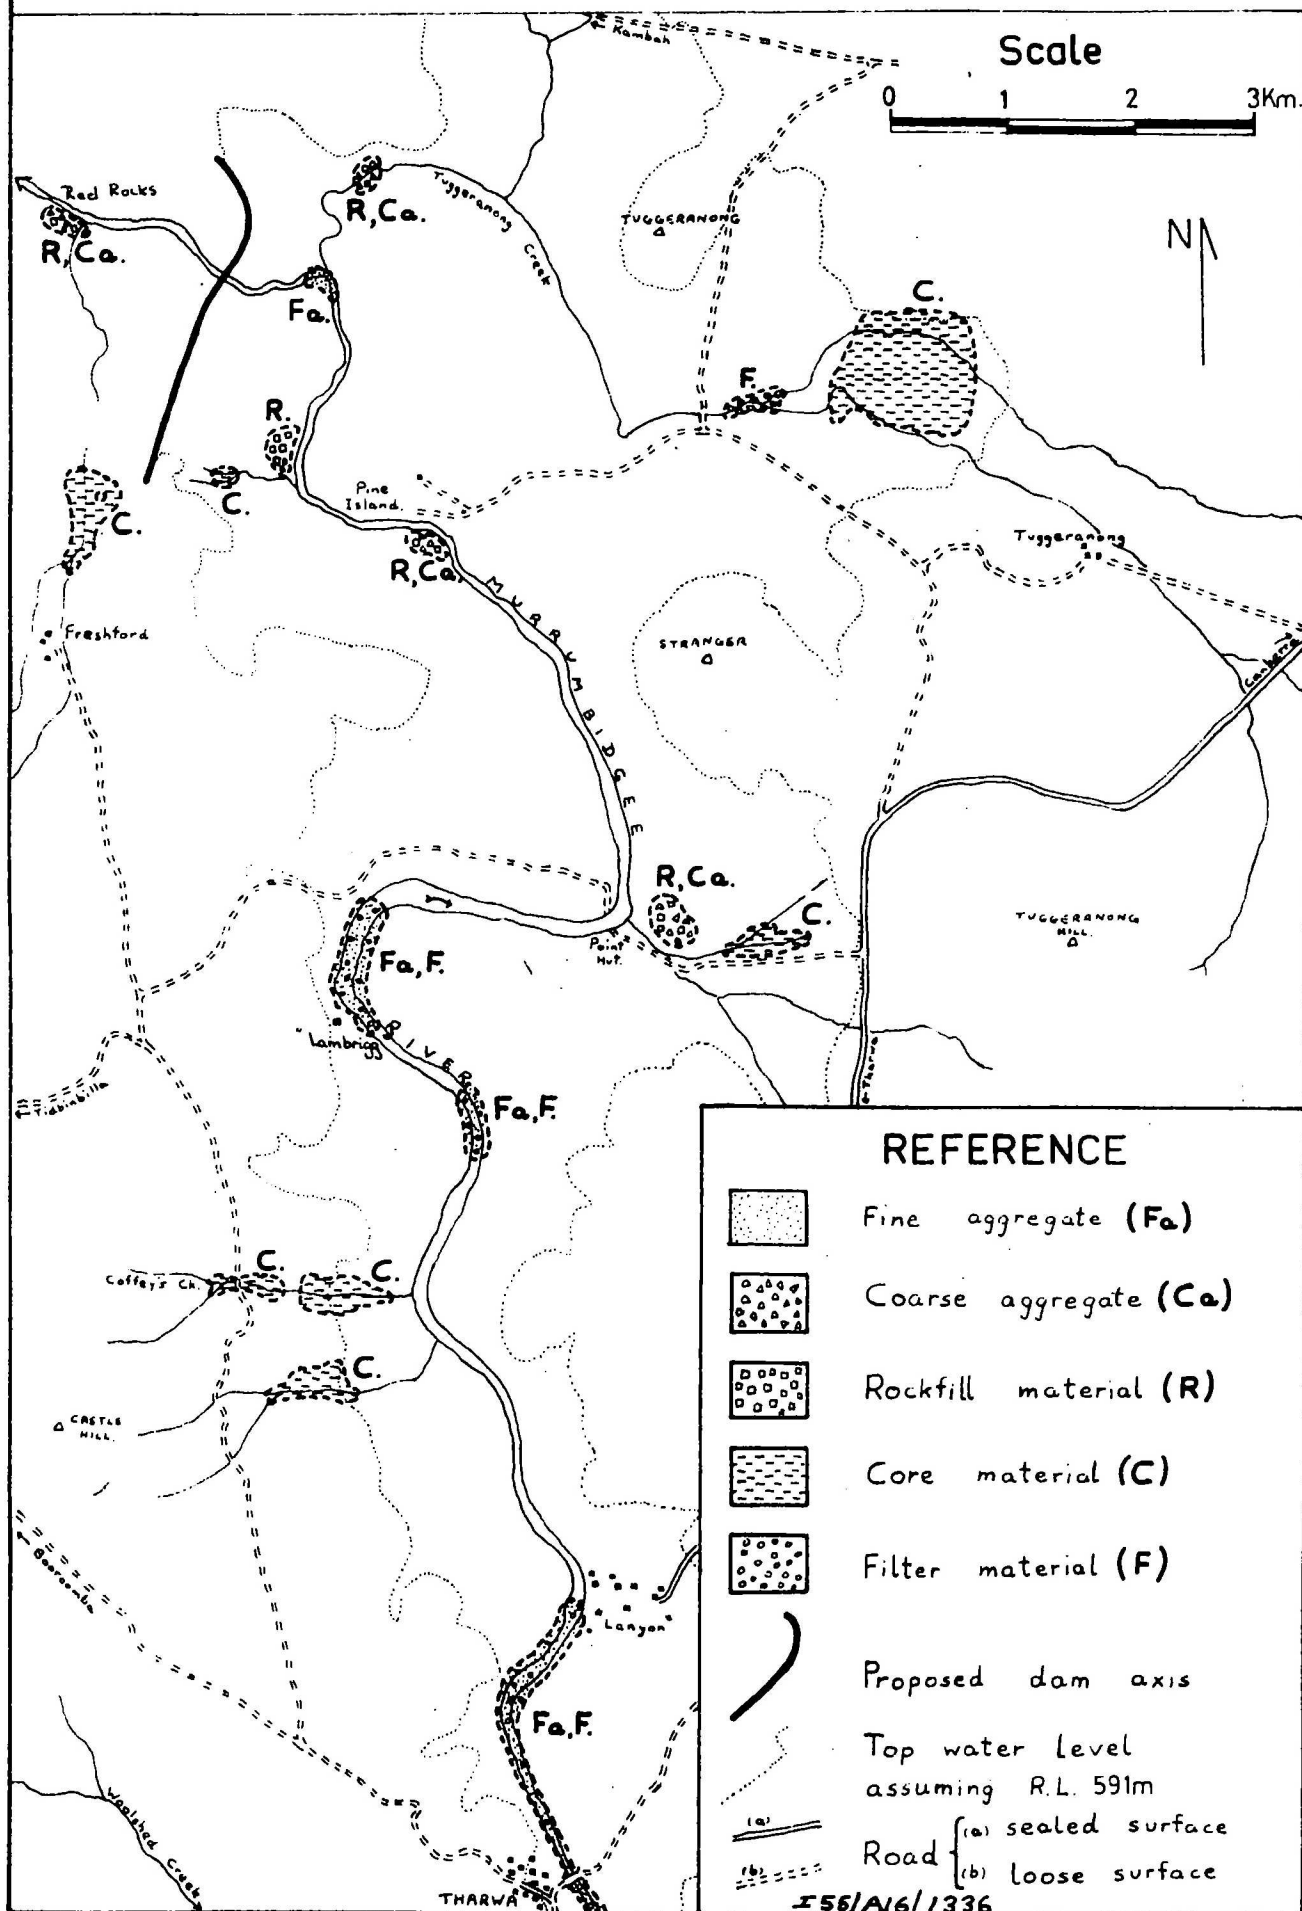 Kambah
Scale
0 1 2 3Km.
Red Rocks
R, Ca.
R, Ca.
Tuggeranong Creek
TUGGERANONG
N
Fa.
C.
F.
R.
C.
C.
Pine
Island.
R, Ca.
Tuggeranong
Freshford
STRANGER
MURRUMBIDGEE
Canberra
R, Ca.
C.
TUGGERANONG
HILL.
Point
Hut.
Fa, F.
"Lambrigg
RIVER
Tharwa
Tidbinbilla
Fa, F.
C.
C.
Coffey's Ck.
C.
CASTLE
HILL.
Booroomba
"Lanyon"
Fa, F.
Woolshed Creek
THARWA
REFERENCE
Fine aggregate (Fa)
Coarse aggregate (Ca)
Rockfill material (R)
Core material (C)
Filter material (F)
Proposed dam axis
Top water level
assuming R.L. 591m
(a)
(b)
Road
(a) sealed surface
(b) loose surface
I55/A16/1336